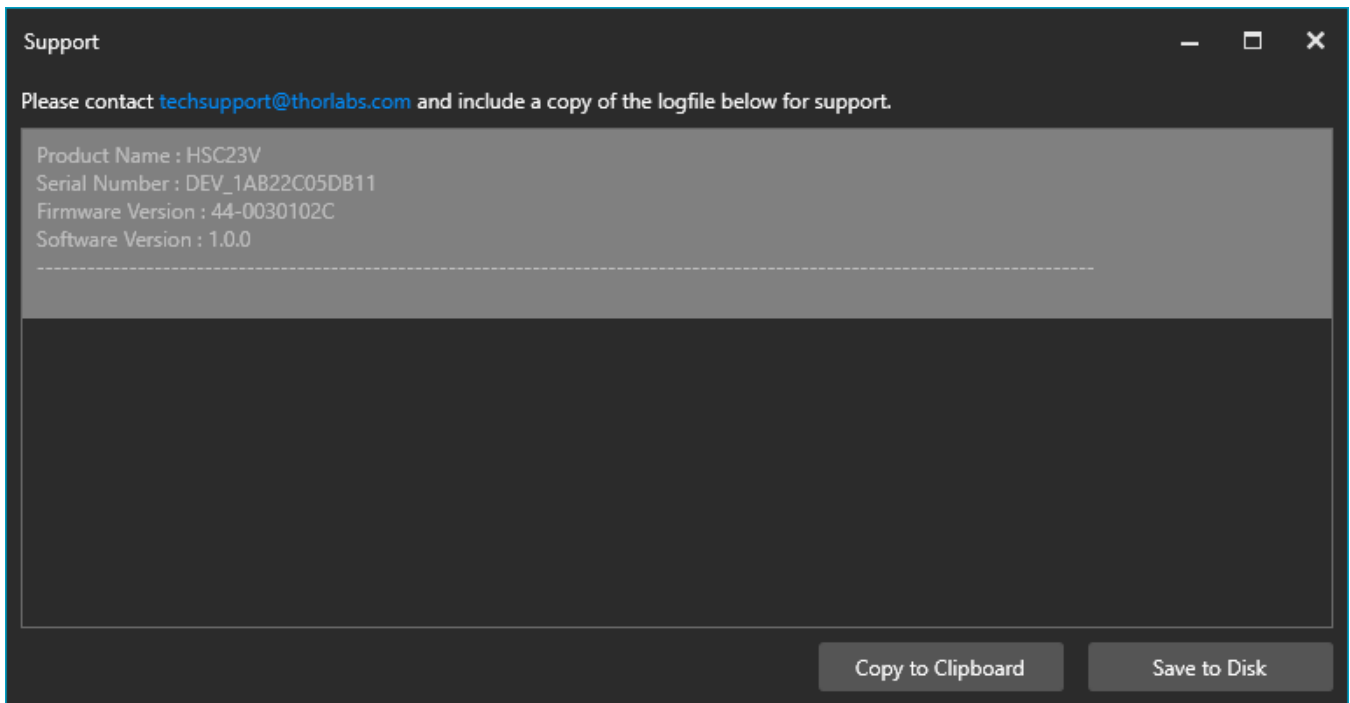 Support
Please contact techsupport@thorlabs.com and include a copy of the logfile below for support.
Product Name : HSC23V
Serial Number : DEV_1AB22C05DB11
Firmware Version : 44-0030102C
Software Version : 1.0.0
------------------------------------------------------------------------------------------------------------------------------
Copy to Clipboard Save to Disk